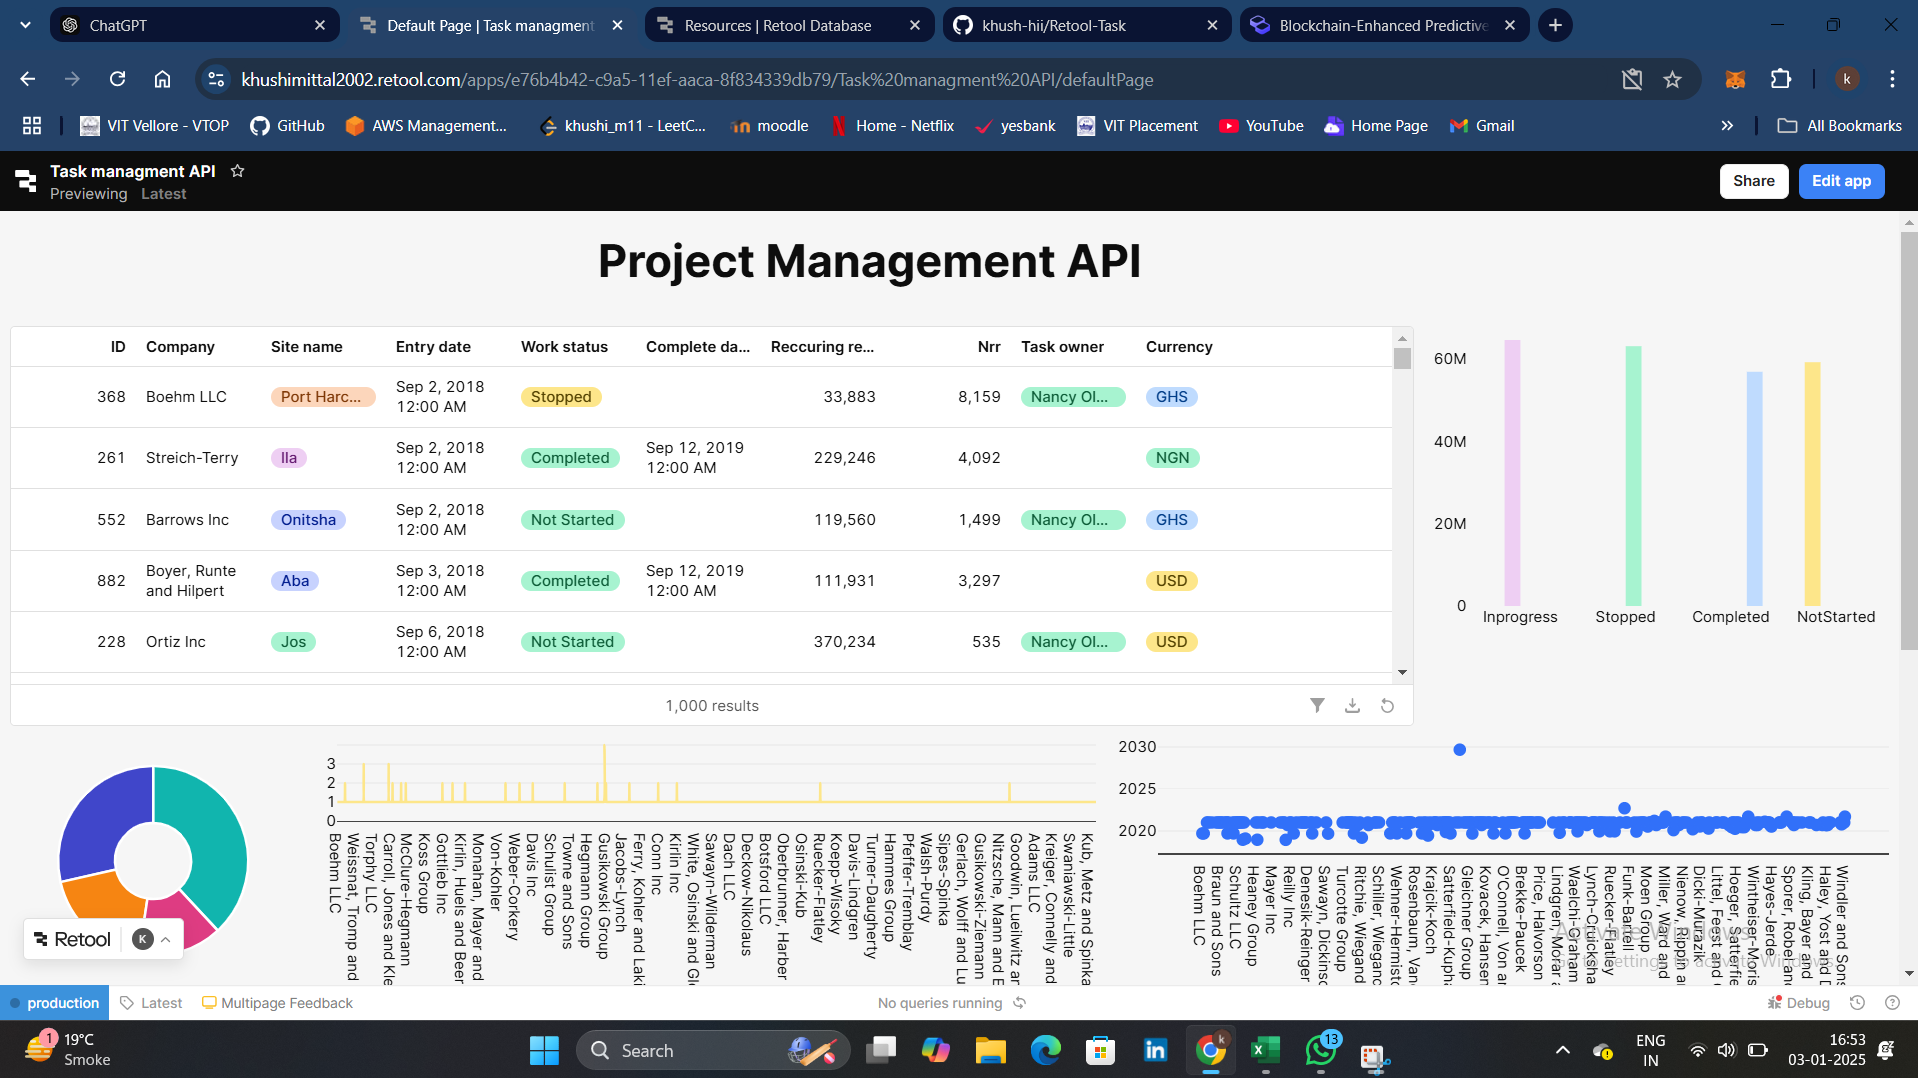 ChatGPT
Default Page | Task managment
Resources | Retool Database
khush-hii/Retool-Task
Blockchain-Enhanced Predictive
khushimittal2002.retool.com/apps/e76b4b42-c9a5-11ef-aaca-8f834339db79/Task%20managment%20API/defaultPage
k
VIT Vellore - VTOP
GitHub
AWS Management...
khushi_m11 - LeetC...
moodle
Home - Netflix
yesbank
VIT Placement
YouTube
Home Page
Gmail
All Bookmarks
Task managment API
Previewing Latest
Share
Edit app
Project Management API
ID Company Site name Entry date Work status Complete da... Reccuring re... Nrr Task owner Currency
368 Boehm LLC Port Harc... Sep 2, 2018 12:00 AM Stopped 33,883 8,159 Nancy Ol... GHS
261 Streich-Terry Ila Sep 2, 2018 12:00 AM Completed Sep 12, 2019 12:00 AM 229,246 4,092 NGN
552 Barrows Inc Onitsha Sep 2, 2018 12:00 AM Not Started 119,560 1,499 Nancy Ol... GHS
882 Boyer, Runte and Hilpert Aba Sep 3, 2018 12:00 AM Completed Sep 12, 2019 12:00 AM 111,931 3,297 USD
228 Ortiz Inc Jos Sep 6, 2018 12:00 AM Not Started 370,234 535 Nancy Ol... USD
1,000 results
60M
40M
20M
0
Inprogress Stopped Completed NotStarted
3
2
1
0
Boehm LLC
Weissnat, Tromp and
Torphy LLC
Carroll, Jones and Kle
McClure-Hegmann
Koss Group
Gottlieb Inc
Kirlin, Huels and Beer
Monahan, Mayer and
Von-Kohler
Weber-Corkery
Davis Inc
Schulist Group
Towne and Sons
Hegmann Group
Gusikowski Group
Jacobs-Lynch
Ferry, Kohler and Laki
Conn Inc
Kirlin Inc
White, Osinski and Gl
Sawayn-Wilderman
Dach LLC
Deckow-Nikolaus
Botsford LLC
Oberbrunner, Harber
Osinski-Kub
Ruecker-Flatley
Koepp-Wisoky
Davis-Lindgren
Turner-Daugherty
Hammes Group
Pfeffer-Tremblay
Walsh-Purdy
Sipes-Spinka
Gerlach, Wolff and Lu
Gusikowski-Ziemann
Nitzsche, Mann and E
Goodwin, Lueilwitz ar
Adams LLC
Kreiger, Connelly and
Swaniawski-Little
Kub, Metz and Spinka
2030
2025
2020
Boehm LLC
Braun and Sons
Schultz LLC
Heaney Group
Mayer Inc
Reilly Inc
Denesik-Reinger
Sawayn, Dickinsc
Turcotte Group
Ritchie, Wiegand
Schiller, Wieganc
Wehner-Hermist
Rosenbaum, Van
Krajcik-Koch
Satterfield-Kupha
Gleichner Group
Kovacek, Hansen
O'Connell, Von ar
Brekke-Paucek
Price, Halvorson
Lindgren, Moriar a
Waelchi-Graham
Lynch-Cruicksha
Ruecker-Flatley
Funk-Bartell
Moen Group
Miller, Ward and
Nienow, Rippin a
Dicki-Murazik
Littel, Feest and
Hoeger, Satterfie
Wintheiser-Moris
Hayes-Jerde
Sporer, Robel and
Kling, Bayer and
Haley, Yost and
Windler and Sons
Retool K
Activate Windows
Go to Settings to activate Windows.
production
Latest
Multipage Feedback
No queries running
Debug
1
19°C
Smoke
Search
13
ENG
IN
16:53
03-01-2025